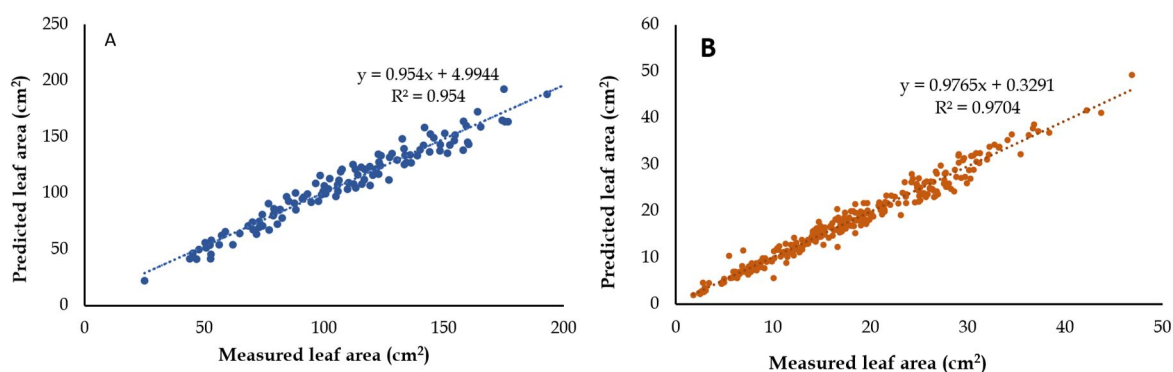 A
y = 0.954x + 4.9944
R² = 0.954
Predicted leaf area (cm²)
250
200
150
100
50
0
0 50 100 150 200
Measured leaf area (cm²)
B
y = 0.9765x + 0.3291
R² = 0.9704
Predicted leaf area (cm²)
60
50
40
30
20
10
0
0 10 20 30 40 50
Measured leaf area (cm²)